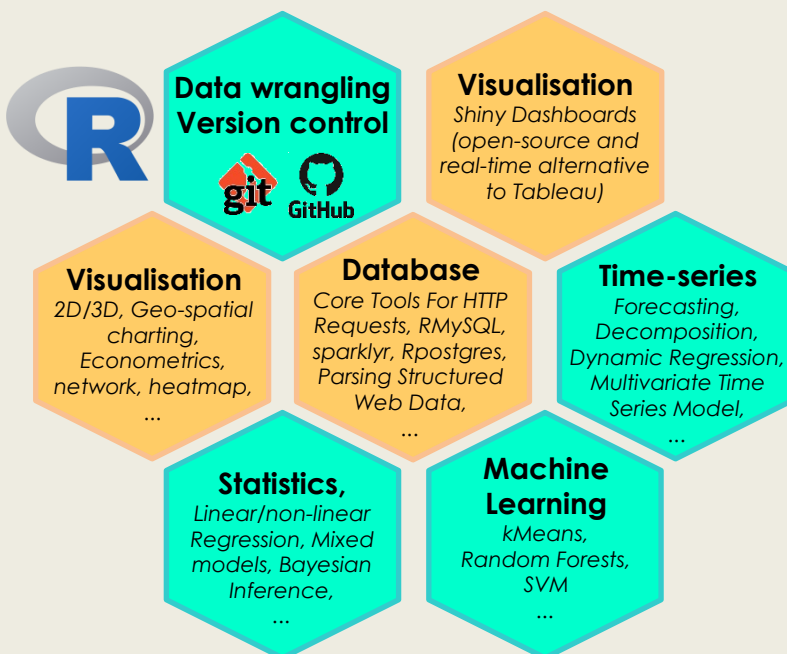 R
Data wrangling
Version control
git
GitHub
Visualisation
Shiny Dashboards
(open-source and
real-time alternative
to Tableau)
Visualisation
2D/3D, Geo-spatial
charting,
Econometrics,
network, heatmap,
...
Database
Core Tools For HTTP
Requests, RMySQL,
sparklyr, Rpostgres,
Parsing Structured
Web Data,
...
Time-series
Forecasting,
Decomposition,
Dynamic Regression,
Multivariate Time
Series Model,
...
Statistics,
Linear/non-linear
Regression, Mixed
models, Bayesian
Inference,
...
Machine
Learning
kMeans,
Random Forests,
SVM
...